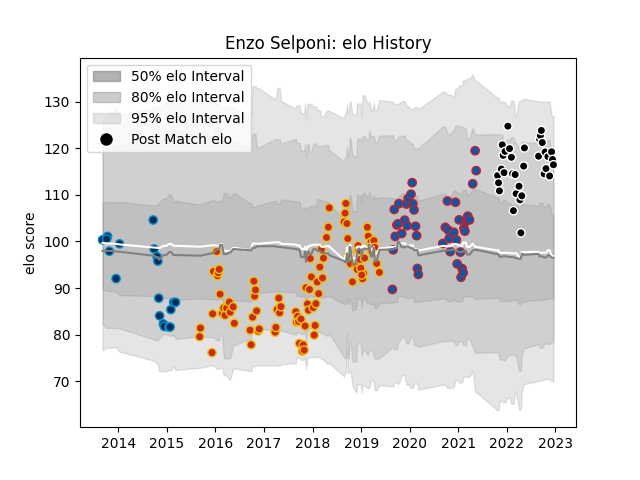 Enzo Selponi: elo History
50% elo Interval
80% elo Interval
95% elo Interval
Post Match elo
elo score
130
120
110
100
90
80
70
2014 2015 2016 2017 2018 2019 2020 2021 2022 2023